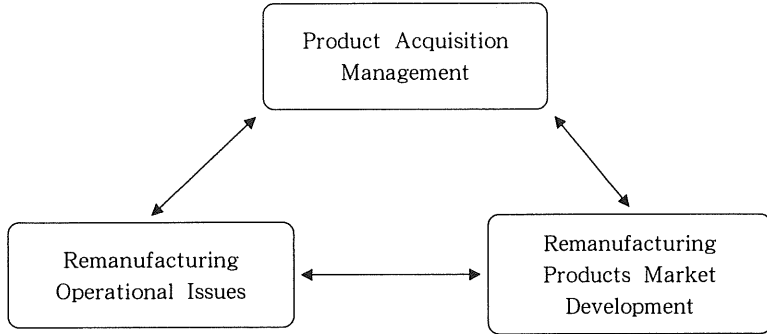 Product Acquisition
Management
Remanufacturing
Operational Issues
Remanufacturing
Products Market
Development